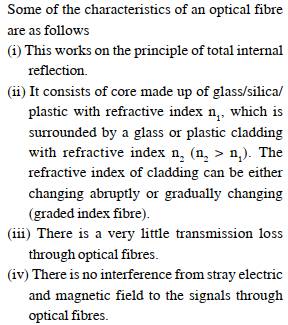 Some of the characteristics of an optical fibre
are as follows
(i) This works on the principle of total internal
reflection.
(ii) It consists of core made up of glass/silica/
plastic with refractive index n₁, which is
surrounded by a glass or plastic cladding
with refractive index n₂ (n₂ > n₁). The
refractive index of cladding can be either
changing abruptly or gradually changing
(graded index fibre).
(iii) There is a very little transmission loss
through optical fibres.
(iv) There is no interference from stray electric
and magnetic field to the signals through
optical fibres.